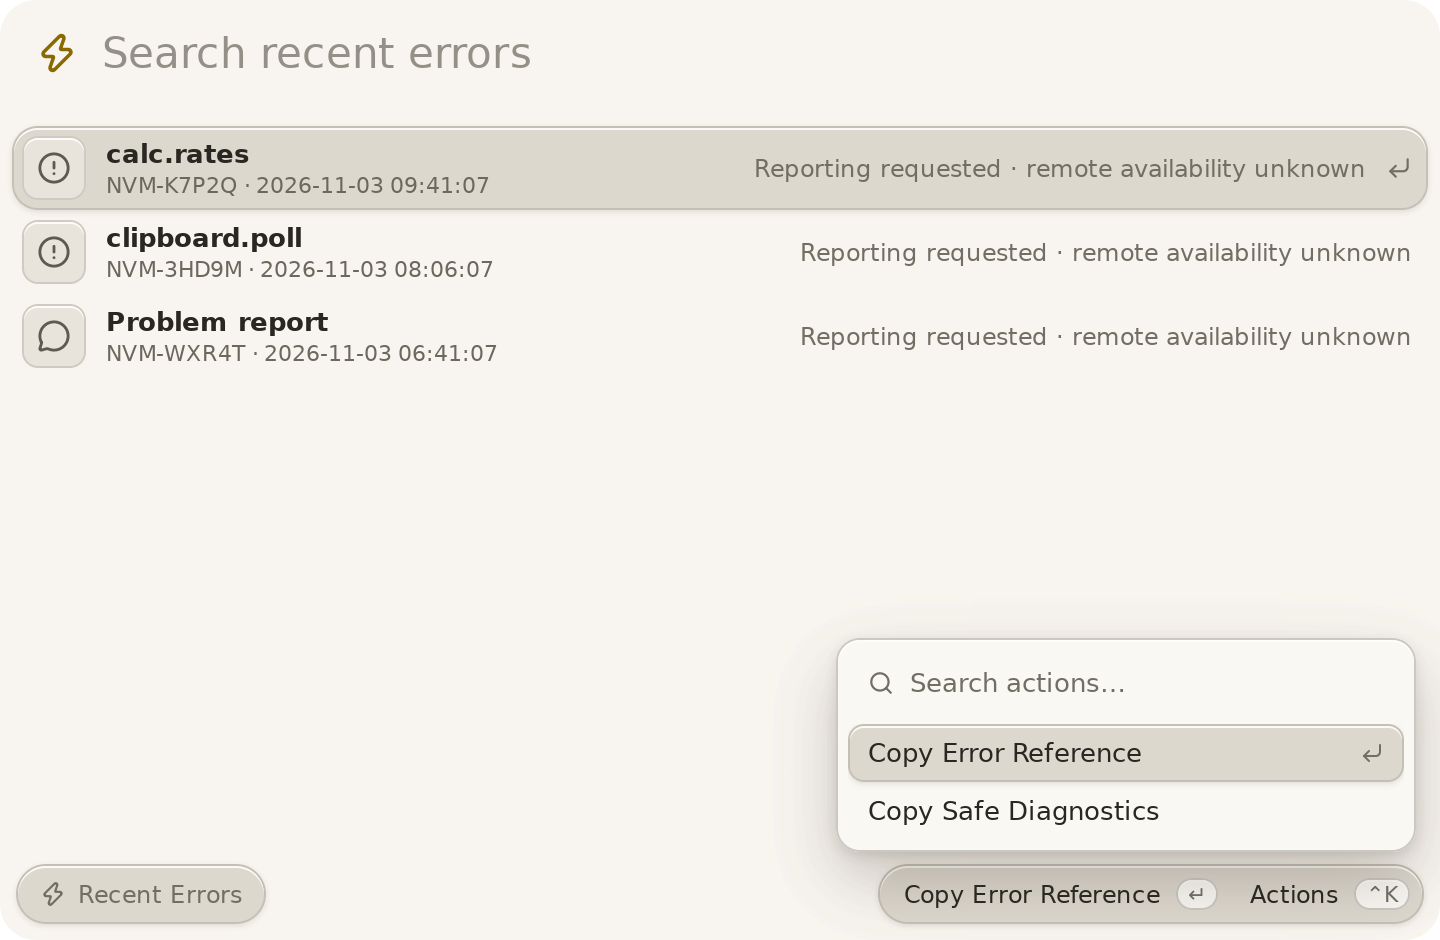 Search recent errors
calc.rates
NVM-K7P2Q · 2026-11-03 09:41:07
Reporting requested · remote availability unknown
clipboard.poll
NVM-3HD9M · 2026-11-03 08:06:07
Reporting requested · remote availability unknown
Problem report
NVM-WXR4T · 2026-11-03 06:41:07
Reporting requested · remote availability unknown
Search actions…
Copy Error Reference
Copy Safe Diagnostics
Recent Errors
Copy Error Reference
Actions ⌃K